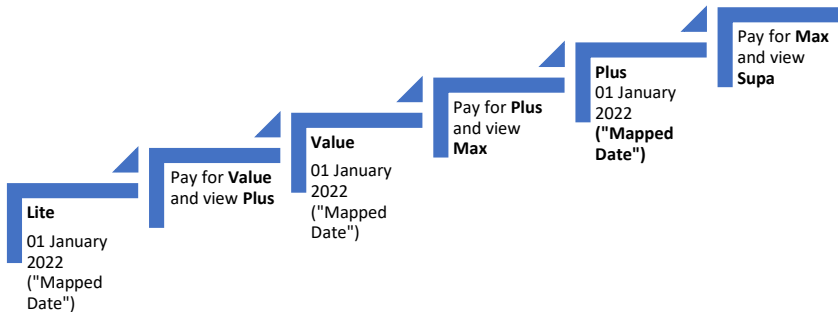 Lite
01 January
2022
("Mapped
Date")
Pay for Value
and view Plus
Value
01 January
2022
("Mapped
Date")
Pay for Plus
and view
Max
Plus
01 January
2022
("Mapped
Date")
Pay for Max
and view
Supa